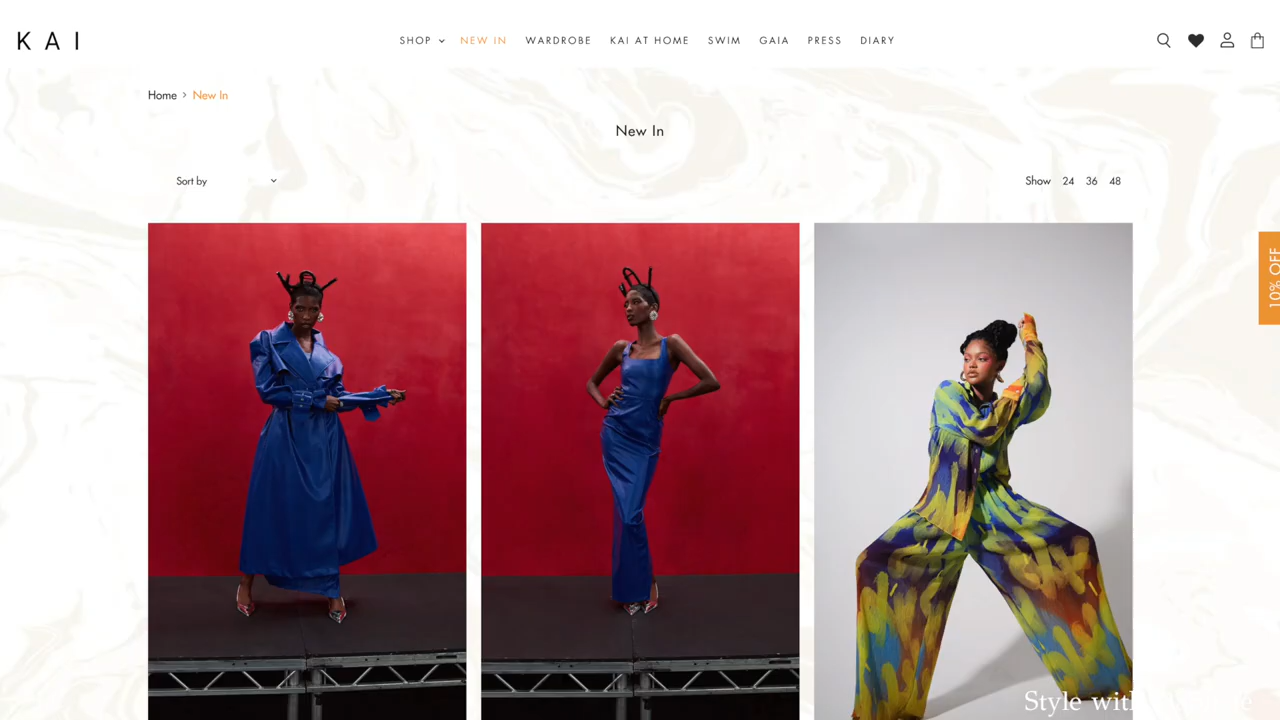 KAI
SHOP NEW IN WARDROBE KAI AT HOME SWIM GAIA PRESS DIARY
Home > New In
New In
Sort by
Show 24 36 48
10% OFF
Style with